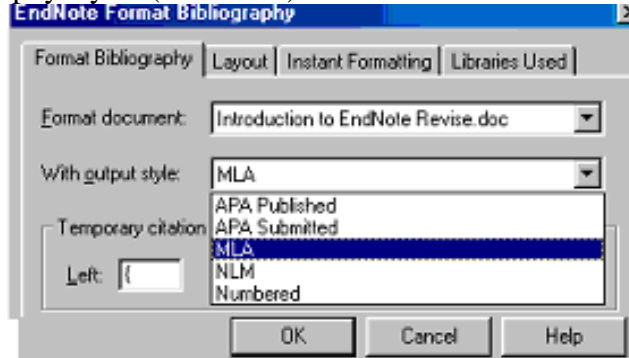 EndNote Format Bibliography
Format Bibliography Layout Instant Formatting Libraries Used
Format document: Introduction to EndNote Revise.doc
With output style: MLA
APA Published
Temporary citation APA Submitted
MLA
Left: { NLM
Numbered
OK Cancel Help